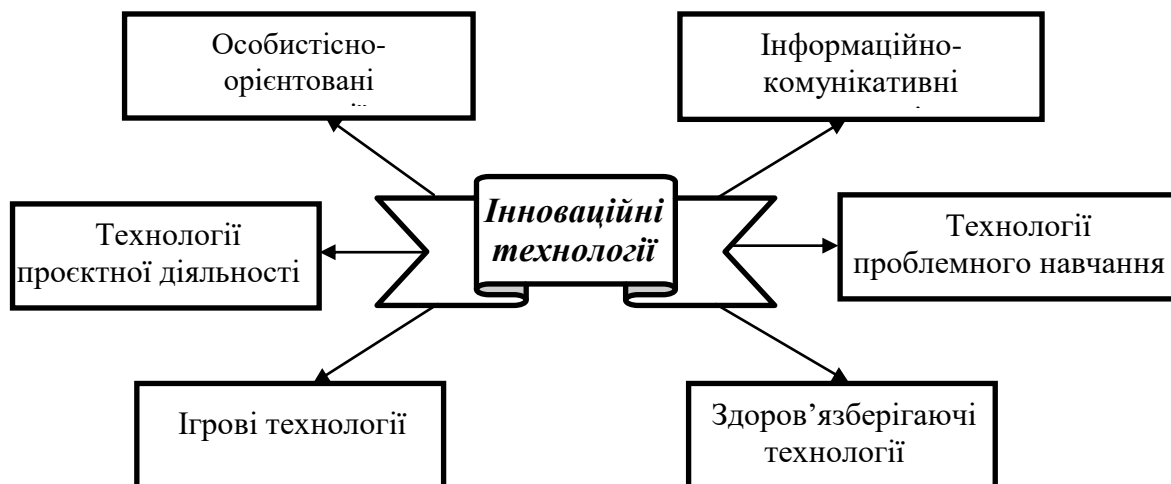 Особистісно-
орієнтовані
Інформаційно-
комунікативні
Інноваційні
технології
Технології
проєктної діяльності
Технології
проблемного навчання
Ігрові технології
Здоров’язберігаючі
технології